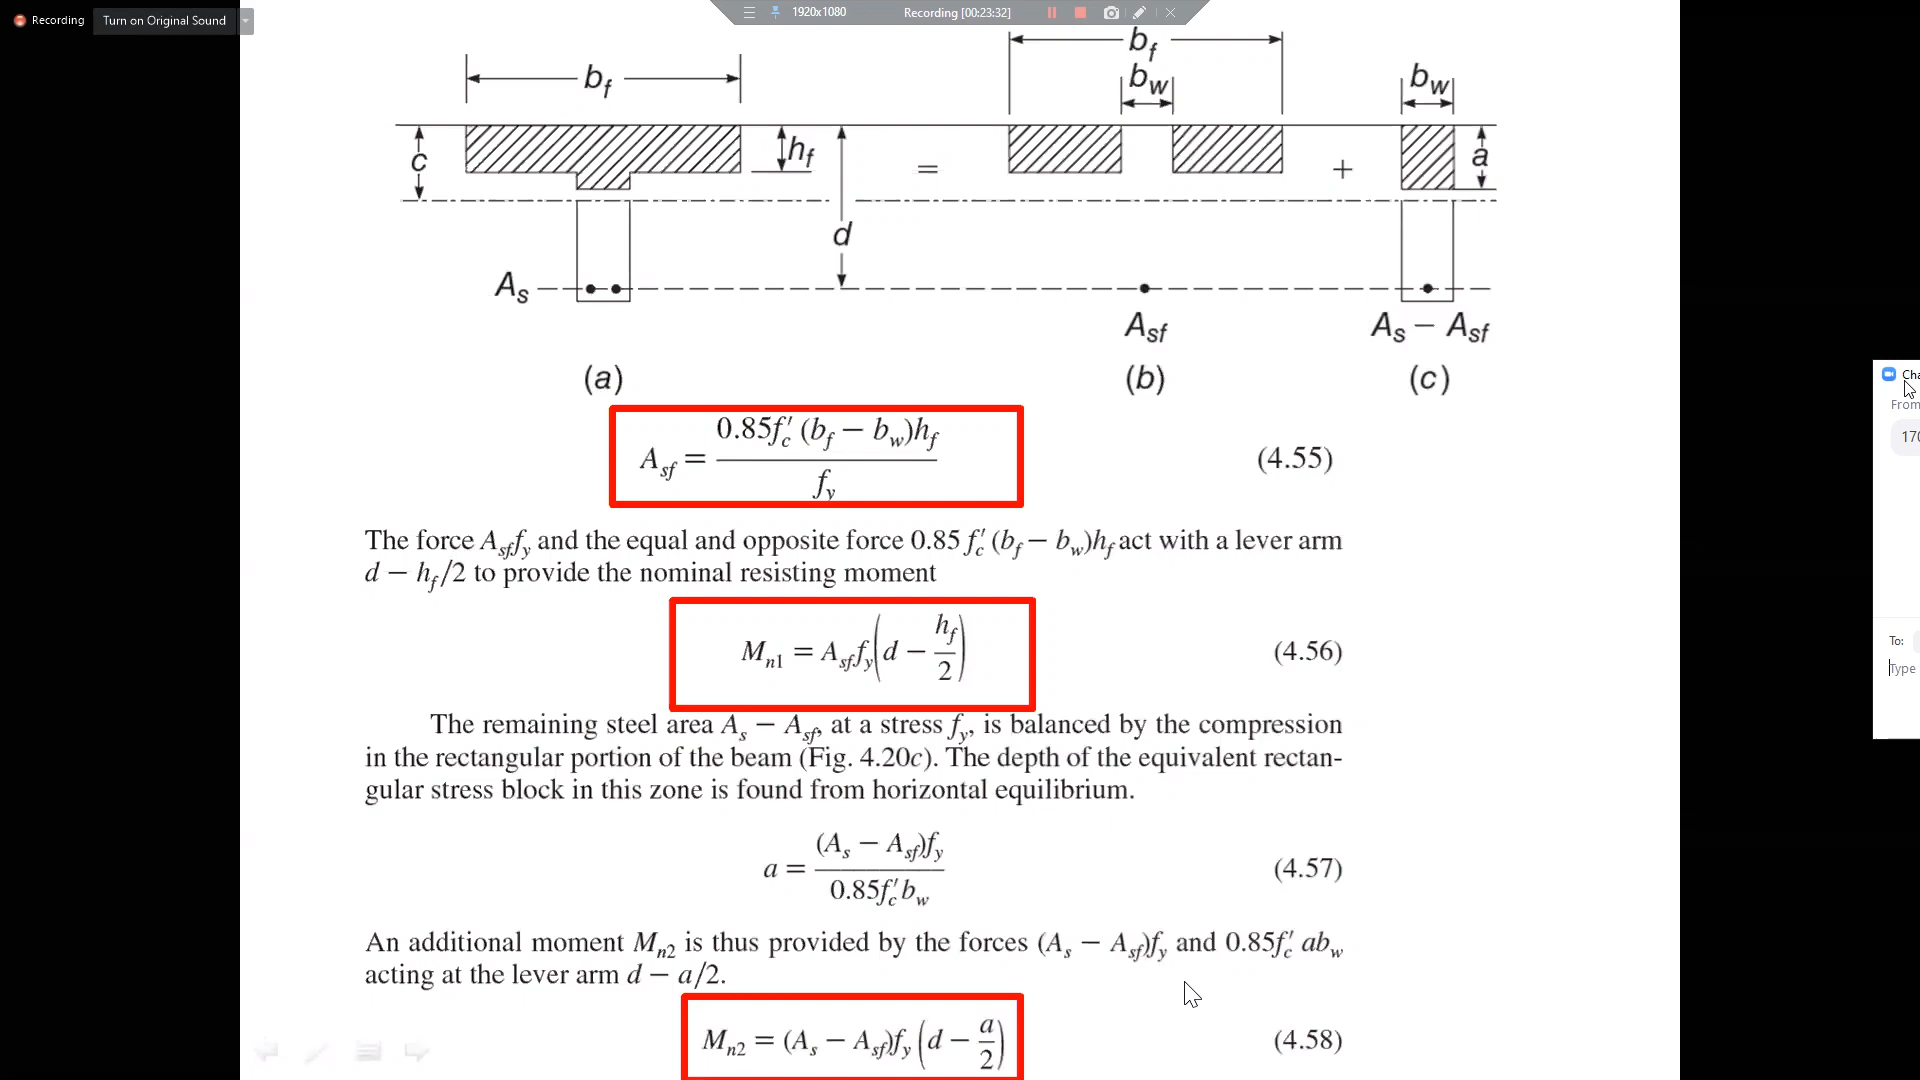 Recording
Turn on Original Sound
1920x1080
Recording [00:23:32]
b_f
b_f
b_w
b_w
c
h_f
d
=
+
a
A_s
A_sf
A_s − A_sf
(a)
(b)
(c)
A_sf = 0.85f_c′ (b_f − b_w)h_f / f_y (4.55)
The force A_sf f_y and the equal and opposite force 0.85 f_c′ (b_f − b_w)h_f act with a lever arm
d − h_f/2 to provide the nominal resisting moment
M_n1 = A_sf f_y (d − h_f/2) (4.56)
The remaining steel area A_s − A_sf, at a stress f_y, is balanced by the compression
in the rectangular portion of the beam (Fig. 4.20c). The depth of the equivalent rectan-
gular stress block in this zone is found from horizontal equilibrium.
a = (A_s − A_sf)f_y / 0.85f_c′ b_w (4.57)
An additional moment M_n2 is thus provided by the forces (A_s − A_sf)f_y and 0.85f_c′ ab_w
acting at the lever arm d − a/2.
M_n2 = (A_s − A_sf)f_y (d − a/2) (4.58)
Cha
From
170
To:
Type